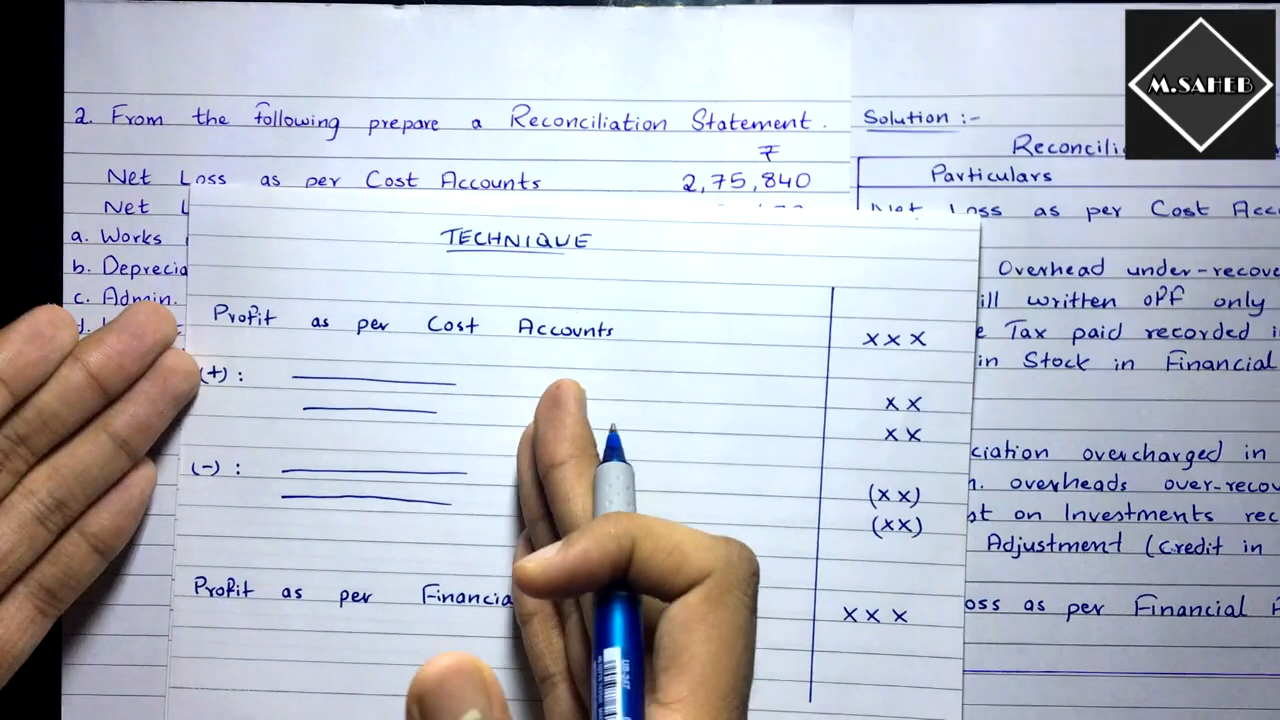 M.SAHEB
2. From the following prepare a Reconciliation Statement.
₹
Net Loss as per Cost Accounts 2,75,840
Net
a. Works
b. Deprecia
c. Admin.
Solution :-
Reconcili
Particulars
Net Loss as per Cost Acc
Overhead under-recove
ill written off only
e Tax paid recorded i
in Stock in Financial
ciation overcharged in
n. overheads over-recou
st on Investments rec
Adjustment (credit in
oss as per Financial A
TECHNIQUE
Profit as per Cost Accounts xxx
(+) :
xx
xx
(-) :
(xx)
(xx)
Profit as per Financia xxx